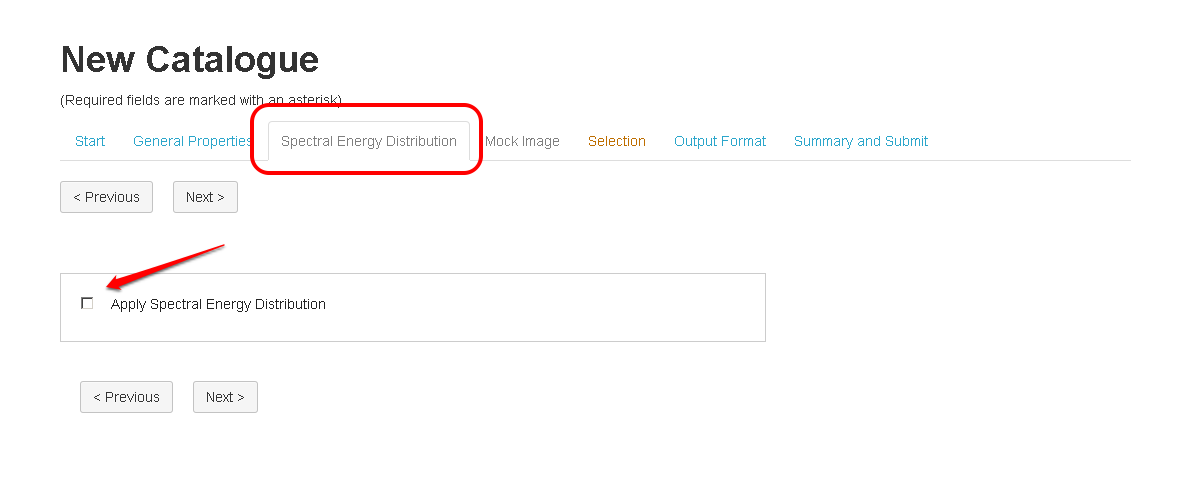 New Catalogue
(Required fields are marked with an asterisk)
Start General Properties Spectral Energy Distribution Mock Image Selection Output Format Summary and Submit
< Previous Next >
Apply Spectral Energy Distribution
< Previous Next >